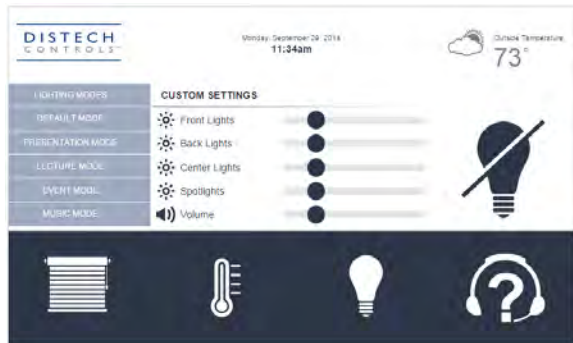 DISTECH
CONTROLS™
Monday, September 29, 2014
11:34am
Outside Temperature
73°
LIGHTING MODES
DEFAULT MODE
PRESENTATION MODE
LECTURE MODE
EVENT MODE
MUSIC MODE
CUSTOM SETTINGS
Front Lights
Back Lights
Center Lights
Spotlights
Volume
?